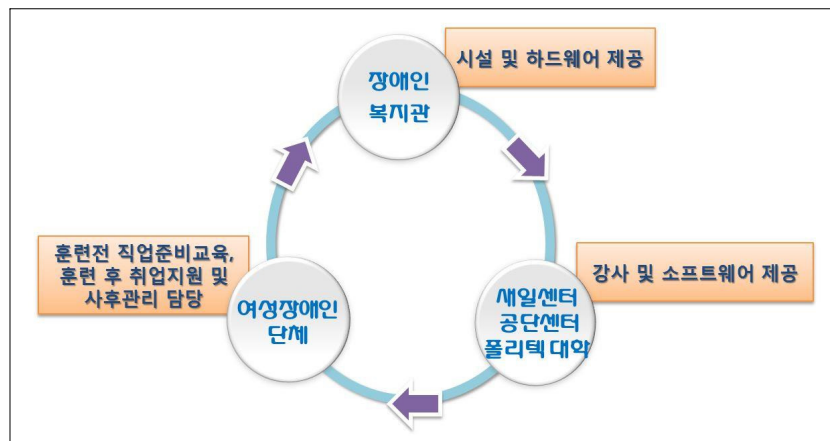 장애인
복지관
시설 및 하드웨어 제공
새일센터
공단센터
폴리텍 대학
강사 및 소프트웨어 제공
여성장애인
단체
훈련전 직업준비교육,
훈련 후 취업지원 및
사후관리 담당